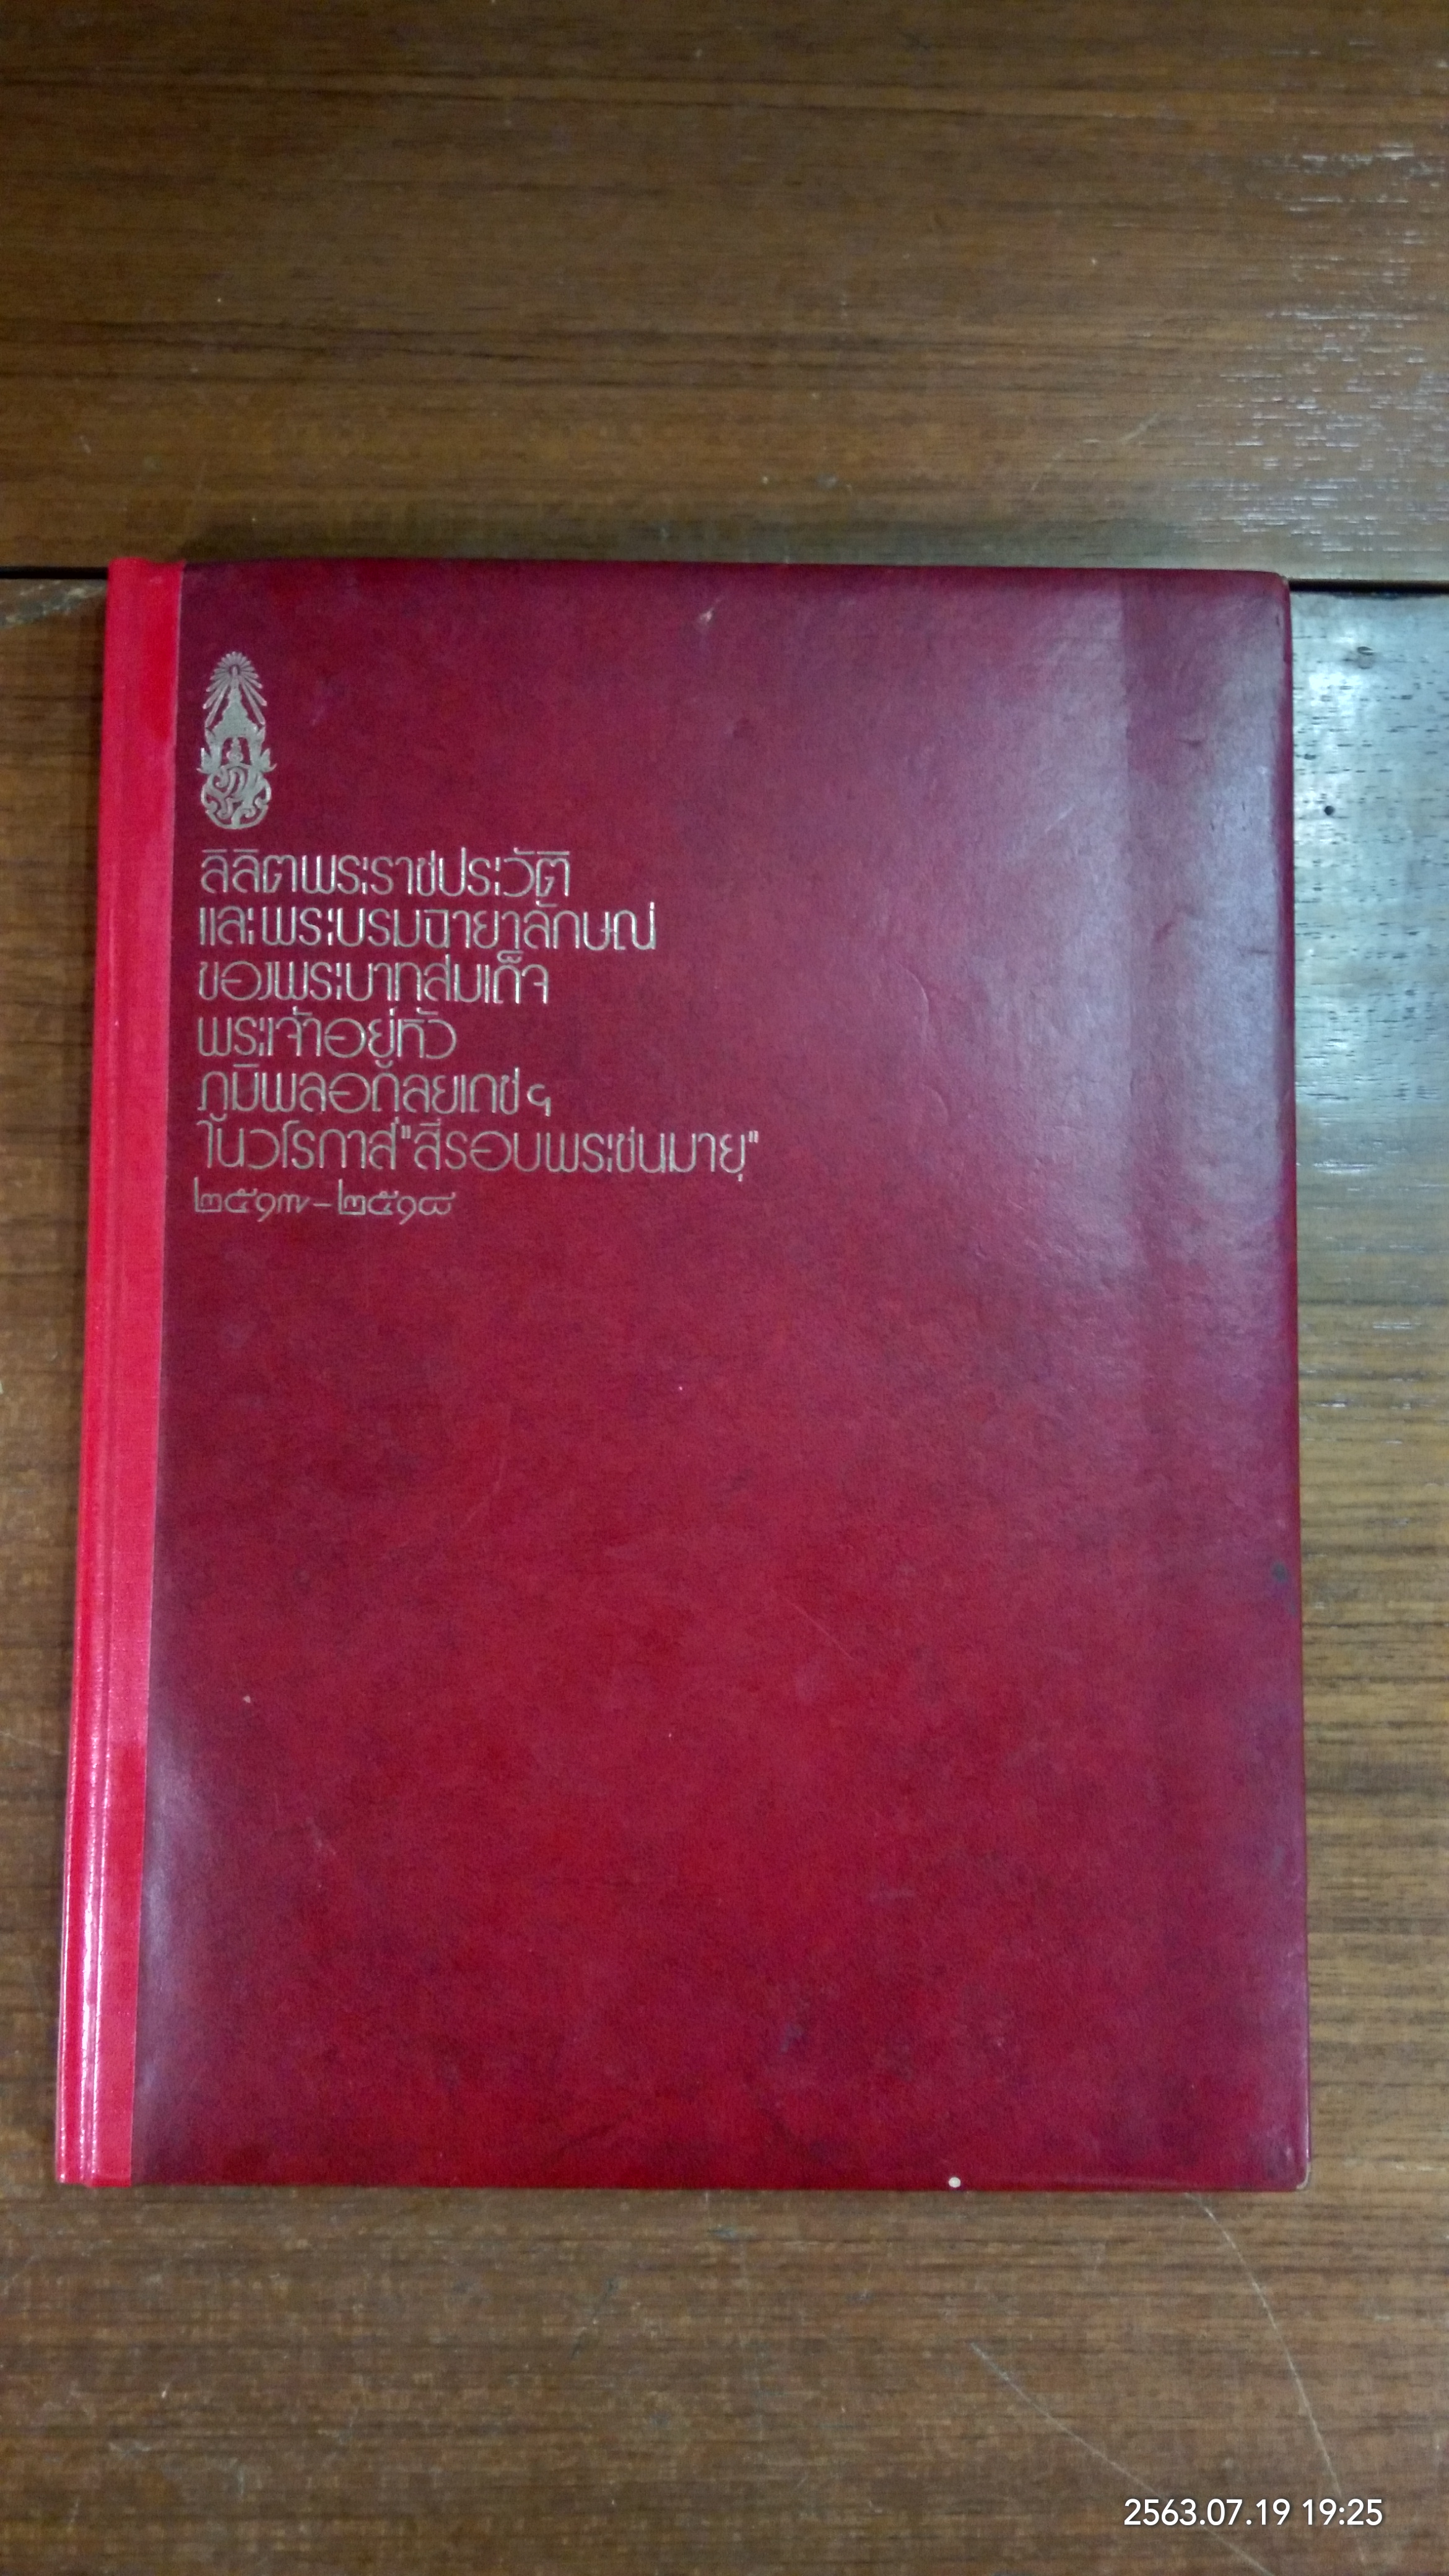 ลิลิตพระราชประวัติ
และพระบรมฉายาลักษณ์
ของพระบาทสมเด็จ
พระเจ้าอยู่หัว
ภูมิพลอดุลยเดช ฯ
ในวโรกาส "สี่รอบพระชนมายุ"
๒๕๑๗-๒๕๑๘
2563.07.19 19:25